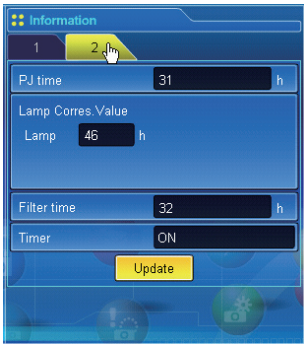 Information
1 2
PJ time 31 h
Lamp Corres.Value
Lamp 46 h
Filter time 32 h
Timer ON
Update